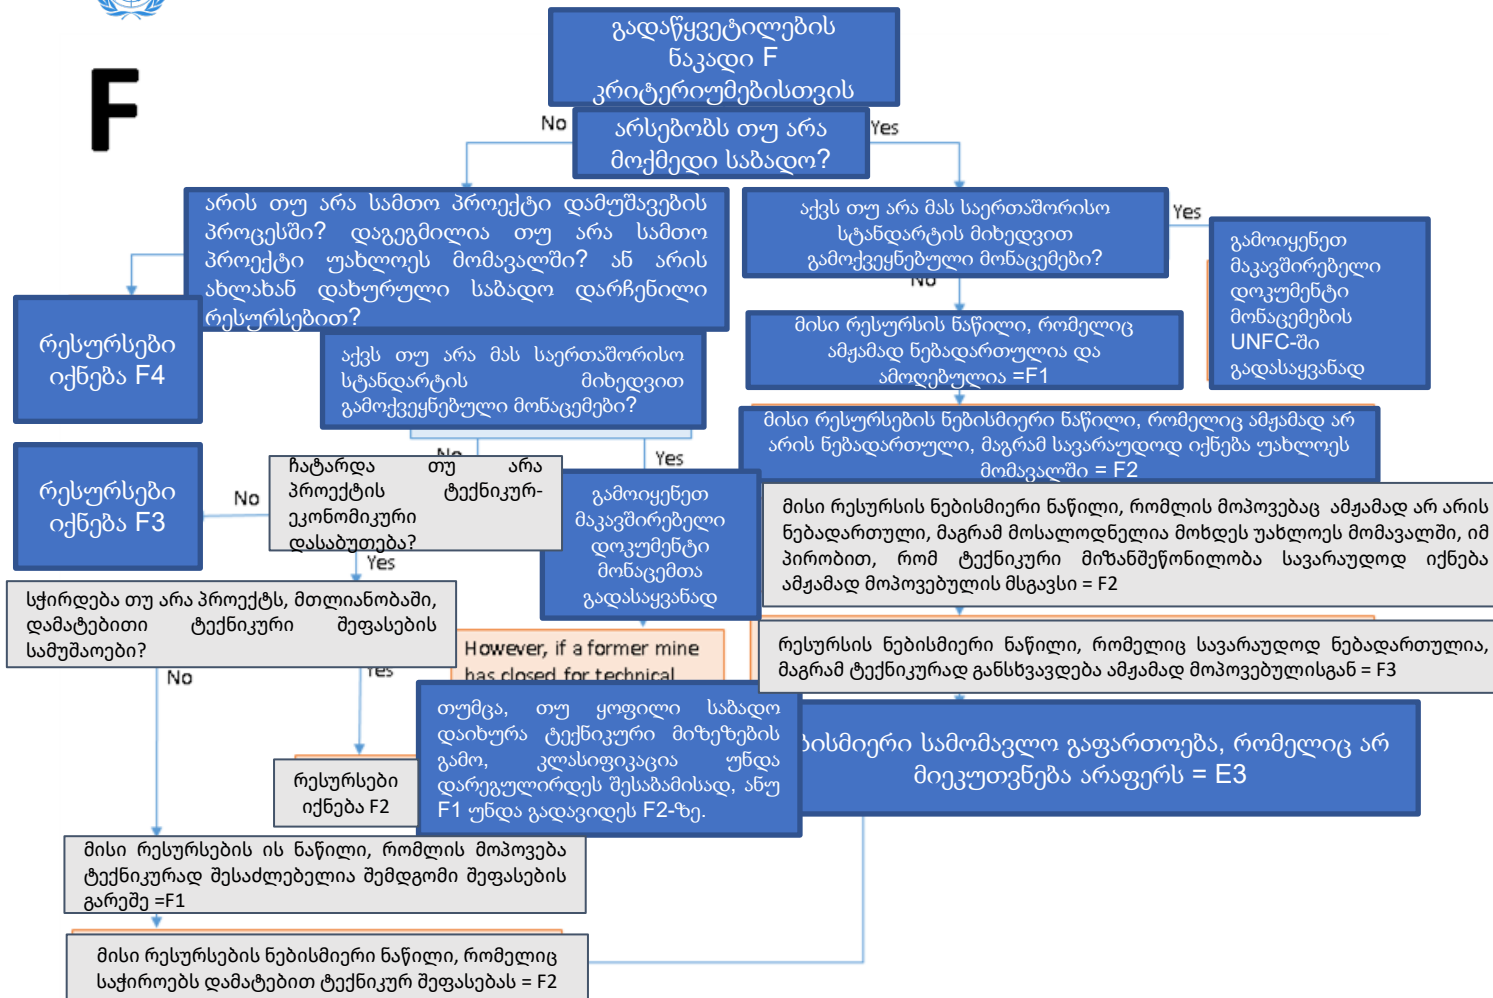 F
გადაწყვეტილების
ნაკადი F
კრიტერიუმებისთვის
No
არსებობს თუ არა
მოქმედი საბადო?
Yes
არის თუ არა სამთო პროექტი დამუშავების
პროცესში? დაგეგმილია თუ არა სამთო
პროექტი უახლოეს მომავალში? ან არის
ახლახან დახურული საბადო დარჩენილი
რესურსებით?
აქვს თუ არა მას საერთაშორისო
სტანდარტის მიხედვით
გამოქვეყნებული მონაცემები?
Yes
გამოიყენეთ
მაკავშირებელი
დოკუმენტი
მონაცემების
UNFC-ში
გადასაყვანად
No
რესურსები
იქნება F4
აქვს თუ არა მას საერთაშორისო
სტანდარტის მიხედვით
გამოქვეყნებული მონაცემები?
მისი რესურსის ნაწილი, რომელიც
ამჟამად ნებადართულია და
ამოღებულია =F1
მისი რესურსების ნებისმიერი ნაწილი, რომელიც ამჟამად არ
არის ნებადართული, მაგრამ სავარაუდოდ იქნება უახლოეს
მომავალში = F2
No
Yes
რესურსები
იქნება F3
No
ჩატარდა თუ არა
პროექტის ტექნიკურ-
ეკონომიკური
დასაბუთება?
Yes
გამოიყენეთ
მაკავშირებელი
დოკუმენტი
მონაცემთა
გადასაყვანად
მისი რესურსის ნებისმიერი ნაწილი, რომლის მოპოვებაც ამჟამად არ არის
ნებადართული, მაგრამ მოსალოდნელია მოხდეს უახლოეს მომავალში, იმ
პირობით, რომ ტექნიკური მიზანშეწონილობა სავარაუდოდ იქნება
ამჟამად მოპოვებულის მსგავსი = F2
სჭირდება თუ არა პროექტს, მთლიანობაში,
დამატებითი ტექნიკური შეფასების
სამუშაოები?
However, if a former mine
has closed for technical
რესურსის ნებისმიერი ნაწილი, რომელიც სავარაუდოდ ნებადართულია,
მაგრამ ტექნიკურად განსხვავდება ამჟამად მოპოვებულისგან = F3
No
Yes
თუმცა, თუ ყოფილი საბადო
დაიხურა ტექნიკური მიზეზების
გამო, კლასიფიკაცია უნდა
დარეგულირდეს შესაბამისად, ანუ
F1 უნდა გადავიდეს F2-ზე.
ბისმიერი სამომავლო გაფართოება, რომელიც არ
მიეკუთვნება არაფერს = E3
რესურსები
იქნება F2
მისი რესურსების ის ნაწილი, რომლის მოპოვება
ტექნიკურად შესაძლებელია შემდგომი შეფასების
გარეშე =F1
მისი რესურსების ნებისმიერი ნაწილი, რომელიც
საჭიროებს დამატებით ტექნიკურ შეფასებას = F2